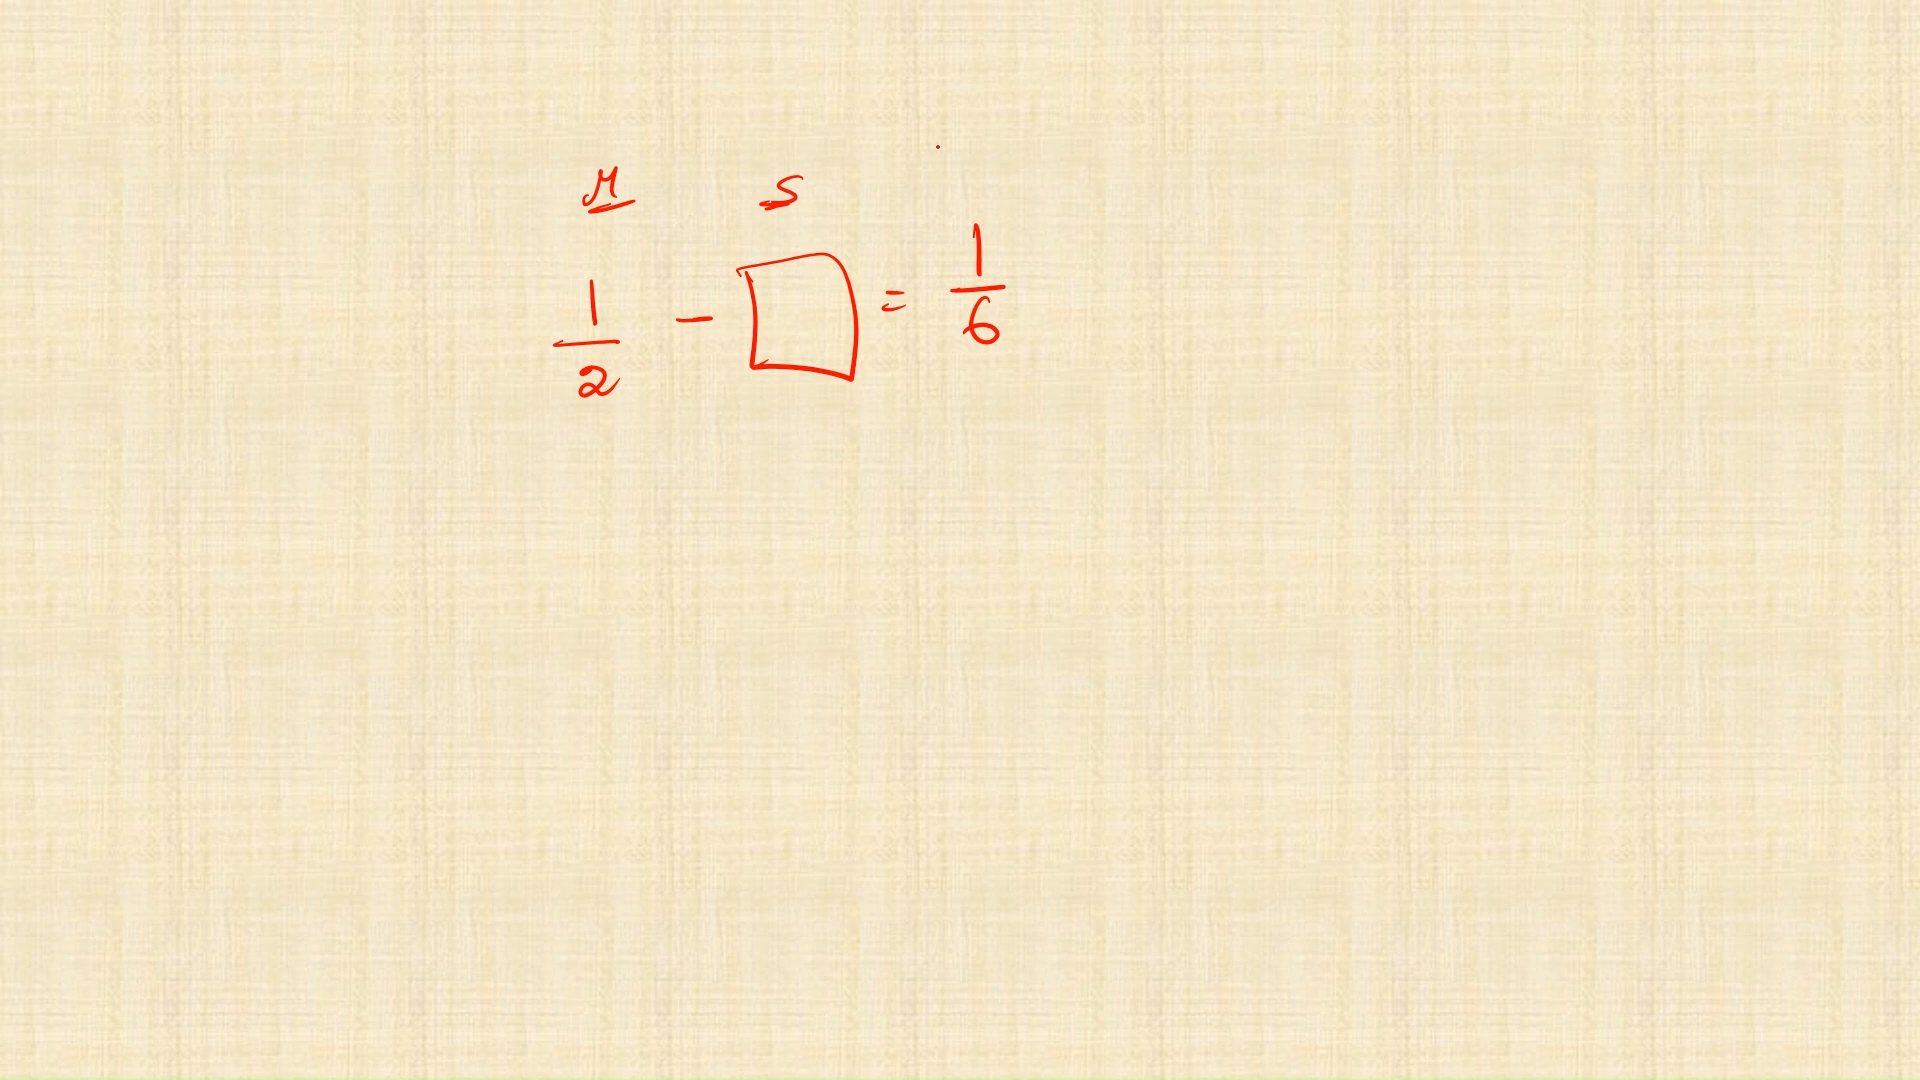 M S
1/2 - □ = 1/6